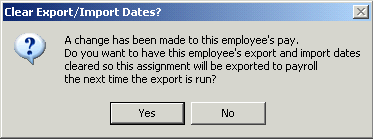 Clear Export/Import Dates?
A change has been made to this employee's pay.
Do you want to have this employee's export and import dates
cleared so this assignment will be exported to payroll
the next time the export is run?
Yes
No